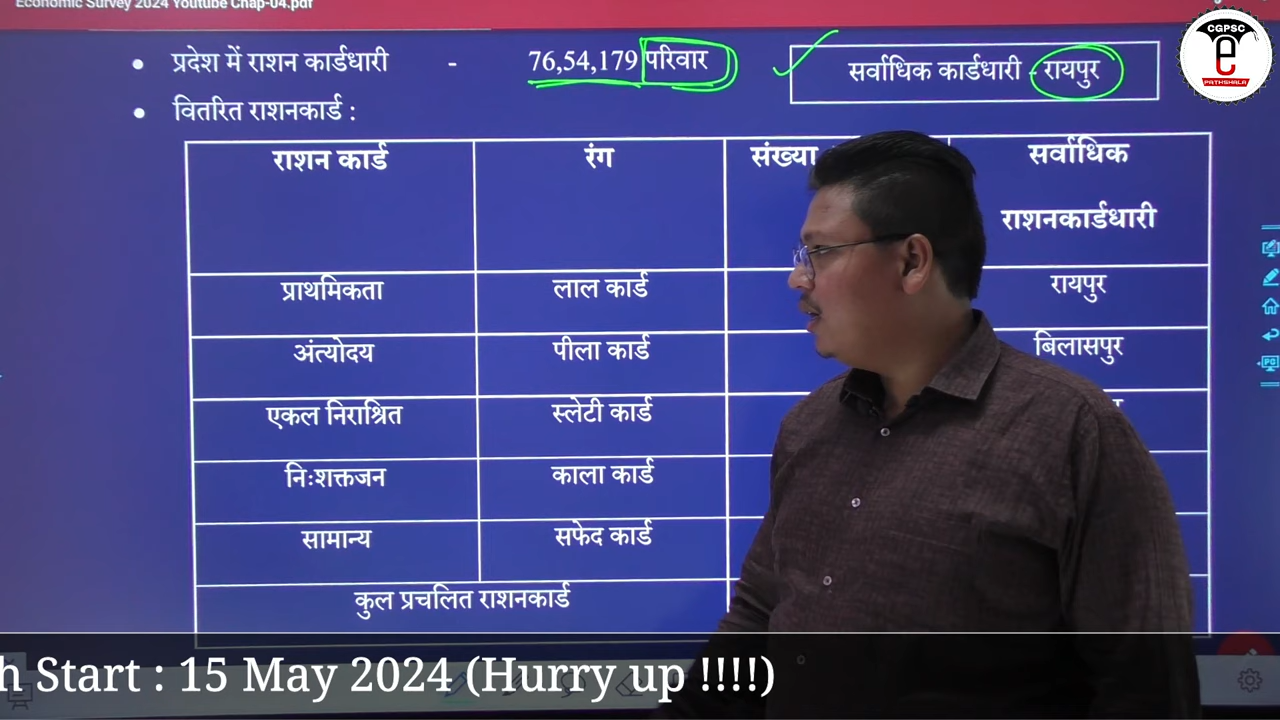 Economic Survey 2024 Youtube Chap-04.pdf
CGPSC
e
PATHSHALA
प्रदेश में राशन कार्डधारी - 76,54,179 परिवार
सर्वाधिक कार्डधारी - रायपुर
वितरित राशनकार्ड :
राशन कार्ड रंग संख्या सर्वाधिक
राशनकार्डधारी
प्राथमिकता लाल कार्ड रायपुर
अंत्योदय पीला कार्ड बिलासपुर
एकल निराश्रित स्लेटी कार्ड
निःशक्तजन काला कार्ड
सामान्य सफेद कार्ड
कुल प्रचलित राशनकार्ड
Start : 15 May 2024 (Hurry up !!!!)